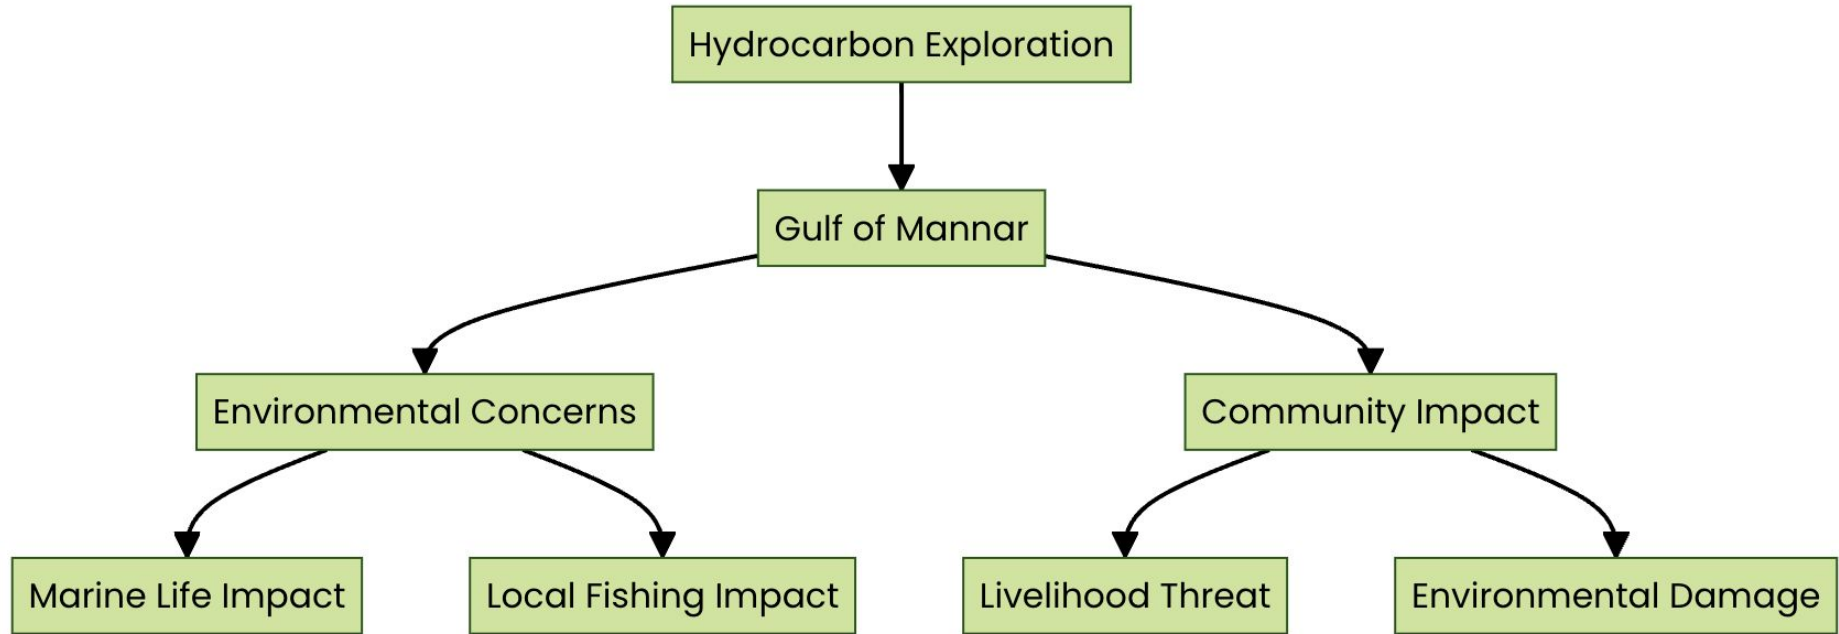 Hydrocarbon Exploration
Gulf of Mannar
Environmental Concerns
Community Impact
Marine Life Impact
Local Fishing Impact
Livelihood Threat
Environmental Damage